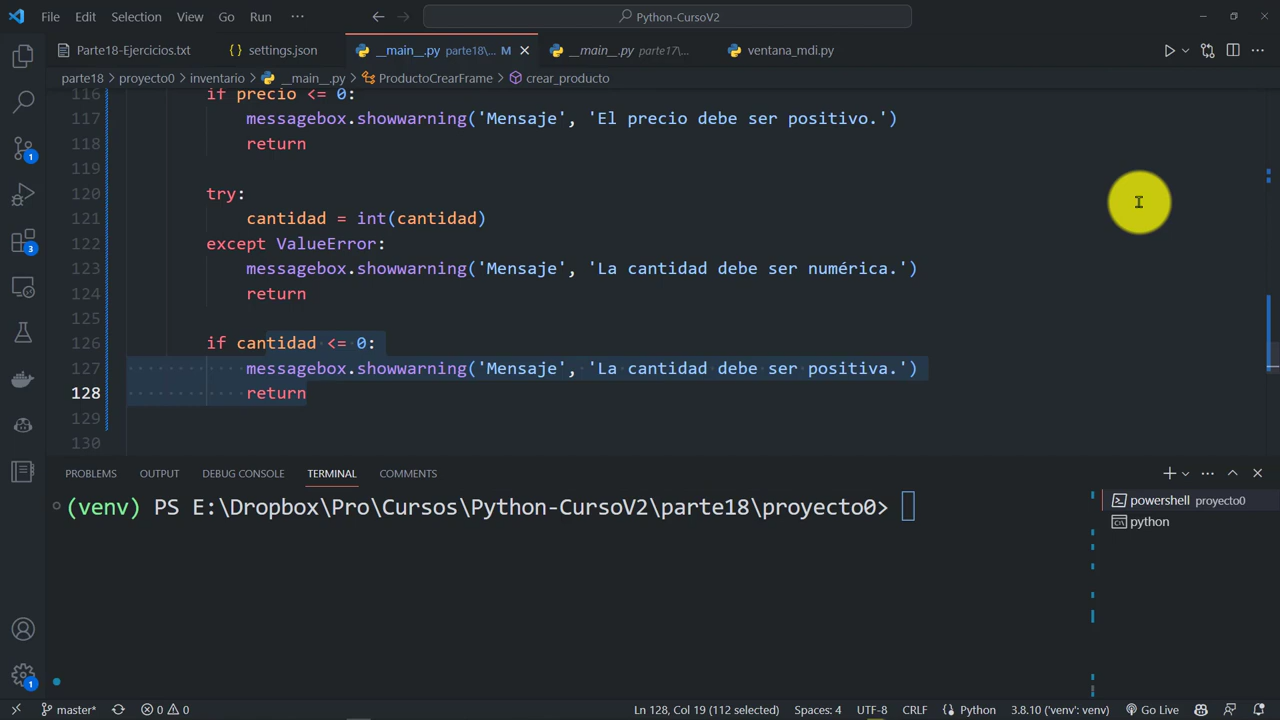 File Edit Selection View Go Run ··· Python-CursoV2
Parte18-Ejercicios.txt {} settings.json __main__.py parte18\... M __main__.py parte17\... ventana_mdi.py
parte18 > proyecto0 > inventario > __main__.py > ProductoCrearFrame > crear_producto
116 if precio <= 0:
117 messagebox.showwarning('Mensaje', 'El precio debe ser positivo.')
118 return
119
120 try:
121 cantidad = int(cantidad)
122 except ValueError:
123 messagebox.showwarning('Mensaje', 'La cantidad debe ser numérica.')
124 return
125
126 if cantidad <= 0:
127 messagebox.showwarning('Mensaje', 'La cantidad debe ser positiva.')
128 return
129
130
PROBLEMS OUTPUT DEBUG CONSOLE TERMINAL COMMENTS
(venv) PS E:\Dropbox\Pro\Cursos\Python-CursoV2\parte18\proyecto0>
powershell proyecto0
python
1
3
1
master* 0 0 Ln 128, Col 19 (112 selected) Spaces: 4 UTF-8 CRLF Python 3.8.10 ('venv': venv) Go Live